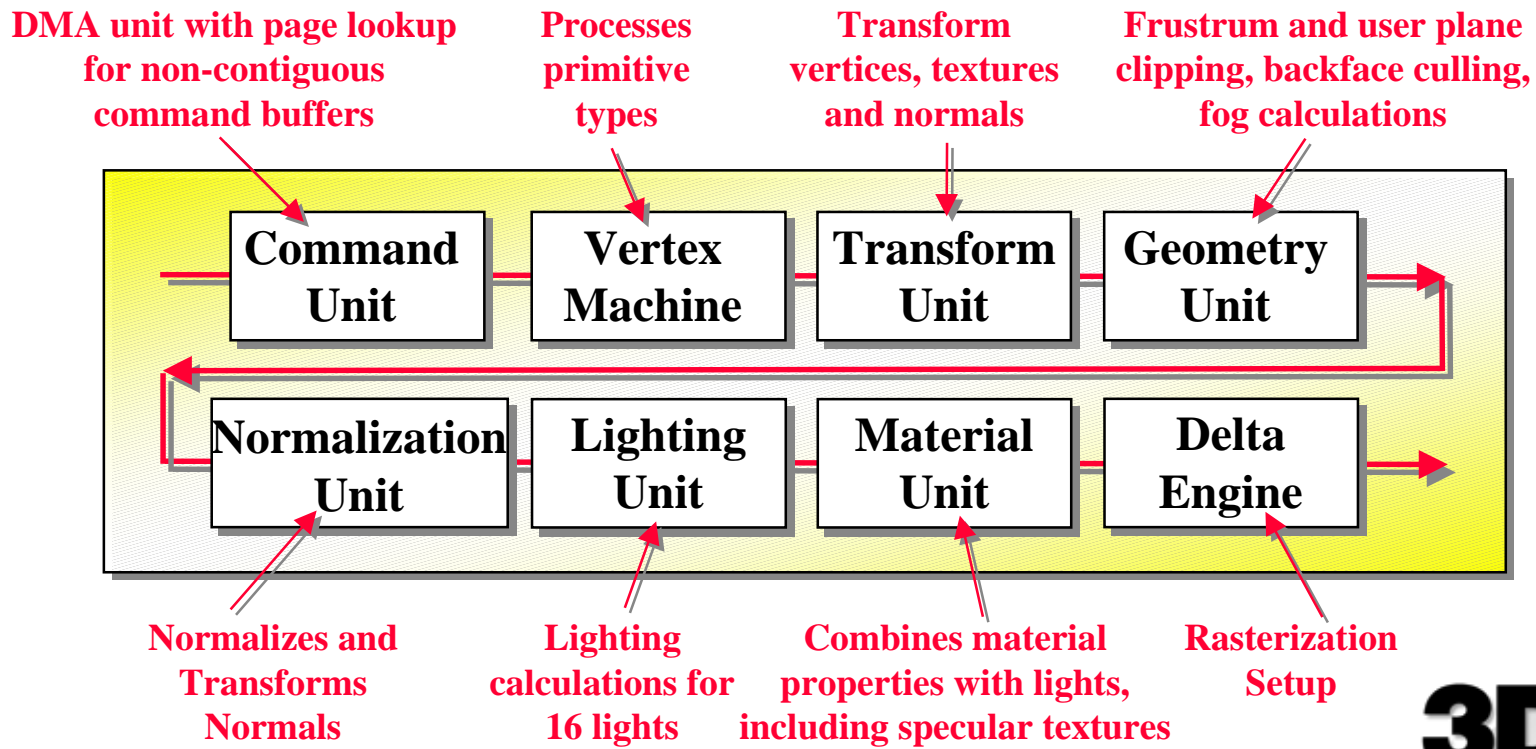 DMA unit with page lookup
for non-contiguous
command buffers
Processes
primitive
types
Transform
vertices, textures
and normals
Frustrum and user plane
clipping, backface culling,
fog calculations
Command
Unit
Vertex
Machine
Transform
Unit
Geometry
Unit
Normalization
Unit
Lighting
Unit
Material
Unit
Delta
Engine
Normalizes and
Transforms
Normals
Lighting
calculations for
16 lights
Combines material
properties with lights,
including specular textures
Rasterization
Setup
3D